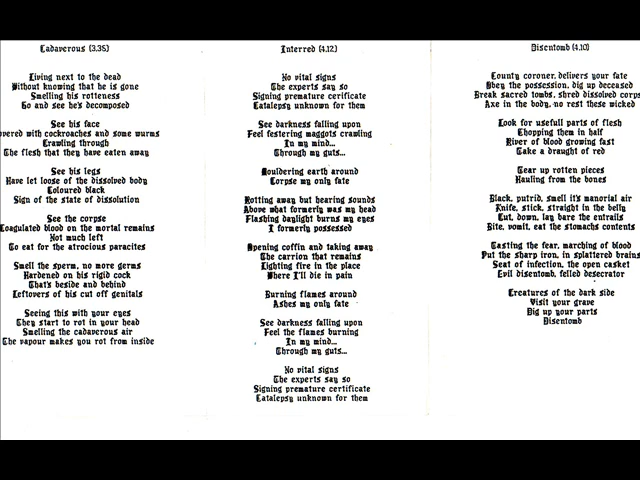 Cadaverous (3.35)
Living next to the dead
Without knowing that he is gone
Smelling his rotteness
Go and see he's decomposed
See his face
overed with cockroaches and some wurms
Crawling through
The flesh that they have eaten away
See his legs
Have let loose of the dissolved body
Coloured black
Sign of the state of dissolution
See the corpse
Coagulated blood on the mortal remains
Not much left
To eat for the atrocious paracites
Smell the sperm, no more germs
Hardened on his rigid cock
That's beside and behind
Leftovers of his cut off genitals
Seeing this with your eyes
They start to rot in your head
Smelling the cadaverous air
The vapour makes you rot from inside
Interred (4.12)
No vital signs
The experts say so
Signing premature cerificate
Catalepsy unknown for them
See darkness falling upon
Feel festering maggots crawling
In my mind...
Through my guts...
Mouldering earth around
Corpse my only fate
Rotting away but hearing sounds
Above what formerly was my head
Flashing daylight burns my eyes
I formerly possessed
Opening coffin and taking away
The carrion that remains
Lighting fire in the place
Where I'll die in pain
Burning flames around
Ashes my only fate
See darkness falling upon
Feel the flames burning
In my mind...
Through my guts...
No vital signs
The experts say so
Signing premature certificate
Catalepsy unknown for them
Disentomb (4.10)
County coroner, delivers your fate
Obey the possession, dig up deceased
Break sacred tombs, shred dissolved corps
Axe in the body, no rest these wicked
Look for usefull parts of flesh
Chopping them in half
River of blood growing fast
Take a draught of red
Tear up rotten pieces
Hauling from the bones
Black, putrid, smell it's manorial air
Knife, stick, straight in the belly
Cut, down, lay bare the entrails
Bite, vomit, eat the stomachs contents
Casting the fear, marching of blood
Put the sharp iron, in splattered brains
Seat of infection, the open casket
Evil disentomb, felled desecrator
Creatures of the dark side
Visit your grave
Dig up your parts
Disentomb